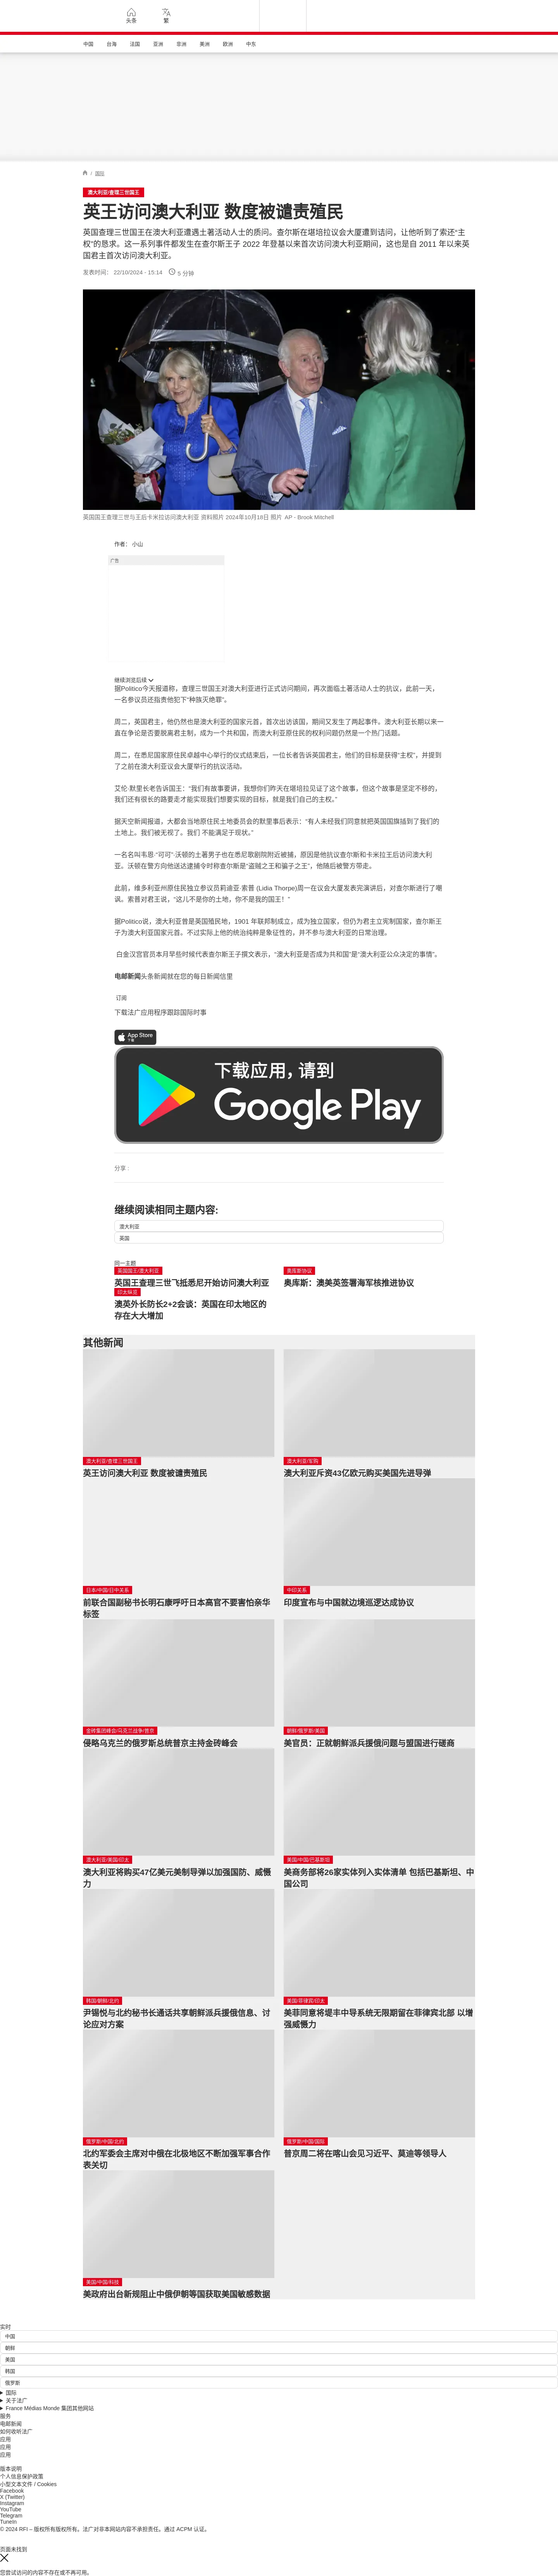 头条
繁
中国 台海 法国 亚洲 非洲 美洲 欧洲 中东
/ 国际
澳大利亚/查理三世国王
英王访问澳大利亚 数度被谴责殖民
英国查理三世国王在澳大利亚遭遇土著活动人士的质问。查尔斯在堪培拉议会大厦遭到诘问，让他听到了索还“主
权”的恳求。这一系列事件都发生在查尔斯王子 2022 年登基以来首次访问澳大利亚期间，这也是自 2011 年以来英
国君主首次访问澳大利亚。
发表时间： 22/10/2024 - 15:14 5 分钟
英国国王查理三世与王后卡米拉访问澳大利亚 资料照片 2024年10月18日 照片 AP - Brook Mitchell
作者： 小山
广告
继续浏览后续
据Politico今天报道称，查理三世国王对澳大利亚进行正式访问期间，再次面临土著活动人士的抗议，此前一天，
一名参议员还指责他犯下“种族灭绝罪”。
周二，英国君主，他仍然也是澳大利亚的国家元首，首次出访该国，期间又发生了两起事件。澳大利亚长期以来一
直在争论是否要脱离君主制，成为一个共和国，而澳大利亚原住民的权利问题仍然是一个热门话题。
周二，在悉尼国家原住民卓越中心举行的仪式结束后，一位长者告诉英国君主，他们的目标是获得“主权”，并提到
了之前在澳大利亚议会大厦举行的抗议活动。
艾伦·默里长老告诉国王：“我们有故事要讲，我想你们昨天在堪培拉见证了这个故事，但这个故事是坚定不移的，
我们还有很长的路要走才能实现我们想要实现的目标，就是我们自己的主权。”
据天空新闻报道，大都会当地原住民土地委员会的默里事后表示：“有人未经我们同意就把英国国旗插到了我们的
土地上。我们被无视了。我们 不能满足于现状。”
一名名叫韦恩·“可可”·沃顿的土著男子也在悉尼歌剧院附近被捕，原因是他抗议查尔斯和卡米拉王后访问澳大利
亚。沃顿在警方向他送达逮捕令时称查尔斯是“盗贼之王和骗子之王”，他随后被警方带走。
此前，维多利亚州原住民独立参议员莉迪亚·索普 (Lidia Thorpe)周一在议会大厦发表完演讲后，对查尔斯进行了嘲
讽。索普对君王说，“这儿不是你的土地，你不是我的国王！”
据Politico说，澳大利亚曾是英国殖民地，1901 年联邦制成立，成为独立国家，但仍为君主立宪制国家，查尔斯王
子为澳大利亚国家元首。不过实际上他的统治纯粹是象征性的，并不参与澳大利亚的日常治理。
白金汉宫官员本月早些时候代表查尔斯王子撰文表示，“澳大利亚是否成为共和国”是“澳大利亚公众决定的事情”。
电邮新闻头条新闻就在您的每日新闻信里
订阅
下载法广应用程序跟踪国际时事
App Store
下载
下载应用，请到
Google Play
分享 :
继续阅读相同主题内容:
澳大利亚
英国
同一主题
英国国王/澳大利亚
英国王查理三世飞抵悉尼开始访问澳大利亚
奥库斯协议
奥库斯：澳美英签署海军核推进协议
印太纵览
澳英外长防长2+2会谈：英国在印太地区的
存在大大增加
其他新闻
澳大利亚/查理三世国王
英王访问澳大利亚 数度被谴责殖民
澳大利亚/军购
澳大利亚斥资43亿欧元购买美国先进导弹
日本/中国/日中关系
前联合国副秘书长明石康呼吁日本高官不要害怕亲华
标签
中印关系
印度宣布与中国就边境巡逻达成协议
金砖集团峰会/乌克兰战争/普京
侵略乌克兰的俄罗斯总统普京主持金砖峰会
朝鲜/俄罗斯/美国
美官员：正就朝鲜派兵援俄问题与盟国进行磋商
澳大利亚/美国/印太
澳大利亚将购买47亿美元美制导弹以加强国防、威慑
力
美国/中国/巴基斯坦
美商务部将26家实体列入实体清单 包括巴基斯坦、中
国公司
韩国/朝鲜/北约
尹锡悦与北约秘书长通话共享朝鲜派兵援俄信息、讨
论应对方案
美国/菲律宾/印太
美菲同意将堤丰中导系统无限期留在菲律宾北部 以增
强威慑力
俄罗斯/中国/北约
北约军委会主席对中俄在北极地区不断加强军事合作
表关切
俄罗斯/中国/国际
普京周二将在喀山会见习近平、莫迪等领导人
美国/中国/科技
美政府出台新规阻止中俄伊朝等国获取美国敏感数据
实时
中国
朝鲜
美国
韩国
俄罗斯
国际
关于法广
France Médias Monde 集团其他网站
服务
电邮新闻
如何收听法广
应用
应用
应用
版本说明
个人信息保护政策
小型文本文件 / Cookies
Facebook
X (Twitter)
Instagram
YouTube
Telegram
TuneIn
© 2024 RFI – 版权所有版权所有。法广对非本网站内容不承担责任。通过 ACPM 认证。
页面未找到
您尝试访问的内容不存在或不再可用。